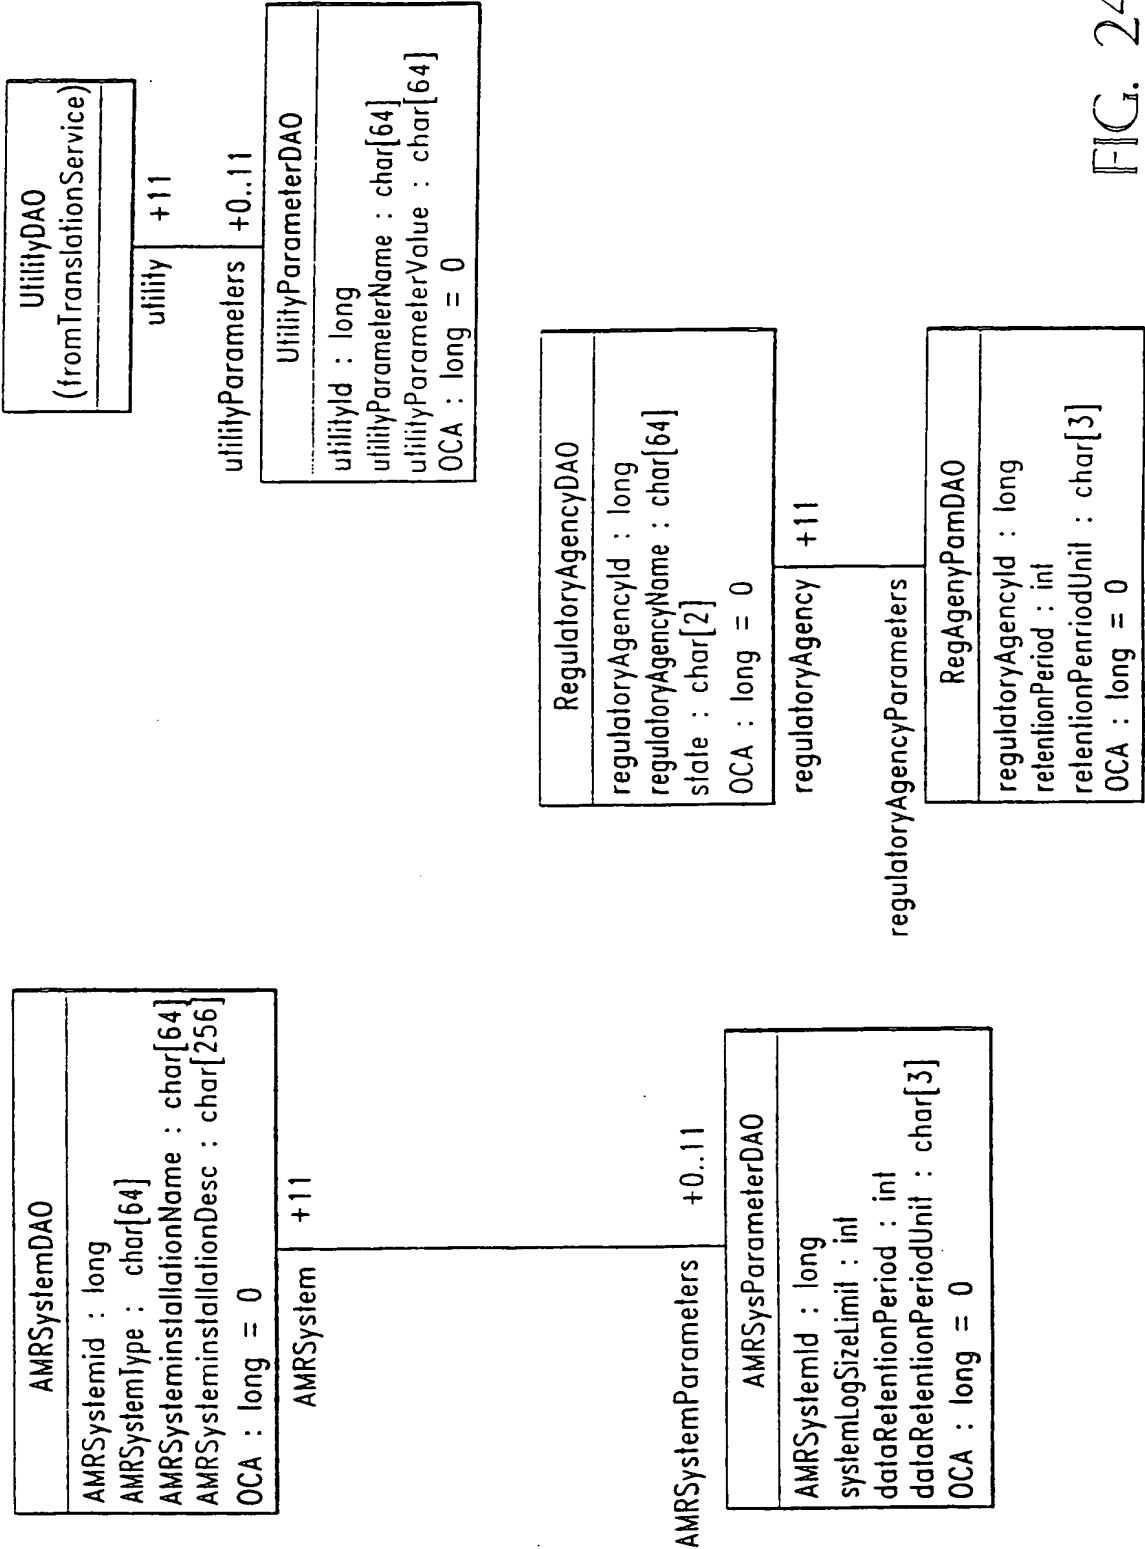 AMRSystemDAO
AMRSystemid : long
AMRSystemType : char[64]
AMRSysteminstallationName : char[64]
AMRSysteminstallationDesc : char[256]
OCA : long = 0
AMRSystem +11
AMRSystemParameters +0..11
AMRSysParameterDAO
AMRSystemId : long
systemLogSizeLimit : int
dataRetentionPeriod : int
dataRetentionPeriodUnit : char[3]
OCA : long = 0
UtilityDAO
(fromTranslationService)
utility +11
utilityParameters +0..11
UtilityParameterDAO
utilityId : long
utilityParameterName : char[64]
utilityParameterValue : char[64]
OCA : long = 0
RegulatoryAgencyDAO
regulatoryAgencyId : long
regulatoryAgencyName : char[64]
state : char[2]
OCA : long = 0
regulatoryAgency +11
regulatoryAgencyParameters
RegAgenyPamDAO
regulatoryAgencyId : long
retentionPeriod : int
retentionPenriodUnit : char[3]
OCA : long = 0
FIG. 24